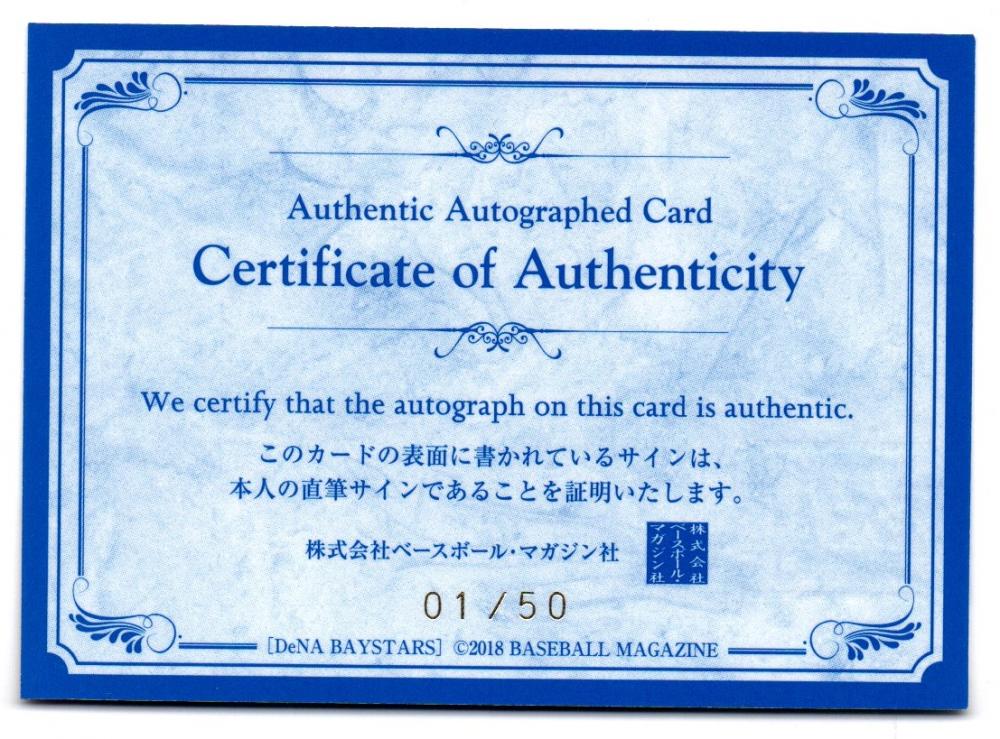 Authentic Autographed Card
Certificate of Authenticity
We certify that the autograph on this card is authentic.
このカードの表面に書かれているサインは、
本人の直筆サインであることを証明いたします。
株式会社ベースボール・マガジン社
株式会社
ベースボール・
マガジン社
01/50
[DeNA BAYSTARS] ©2018 BASEBALL MAGAZINE